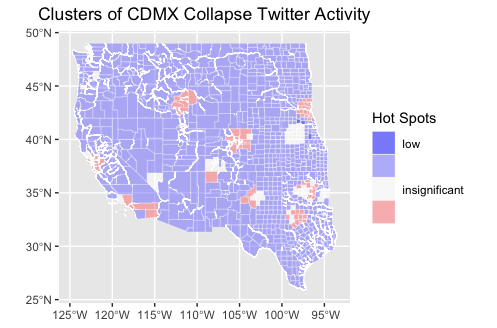 Clusters of CDMX Collapse Twitter Activity
50°N
45°N
40°N
35°N
30°N
25°N
125°W 120°W 115°W 110°W 105°W 100°W 95°W
Hot Spots
low
insignificant